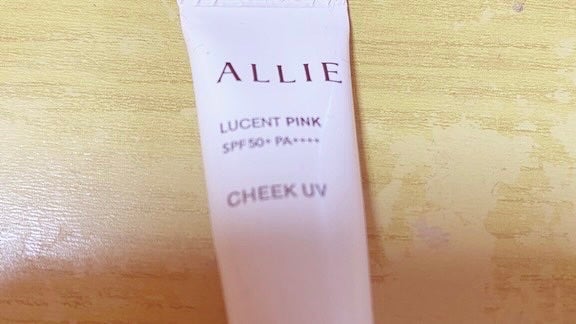 ALLIE
LUCENT PINK
SPF50+ PA++++
CHEEK UV